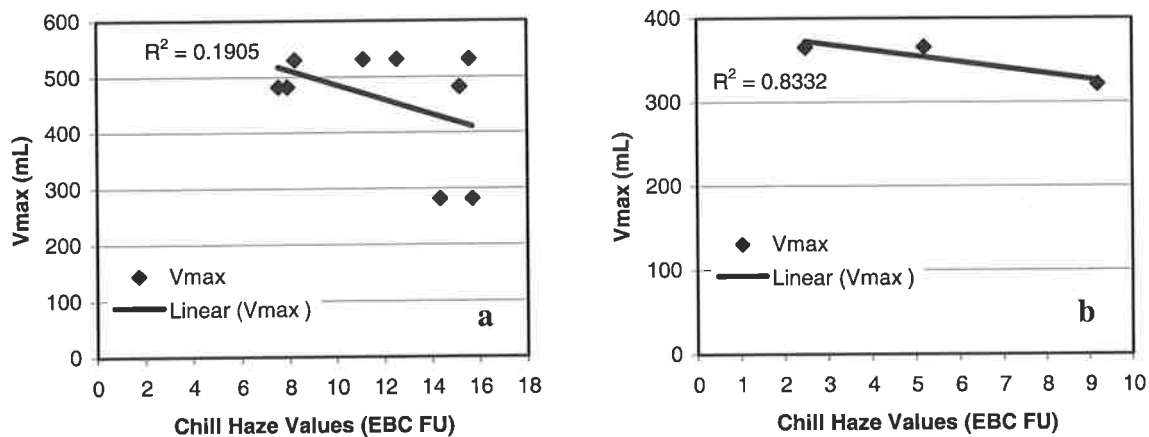 600
500
400
300
200
100
0
Vmax (mL)
R² = 0.1905
Vmax
Linear (Vmax )
a
0 2 4 6 8 10 12 14 16 18
Chill Haze Values (EBC FU)
400
300
200
100
0
Vmax (mL)
R² = 0.8332
Vmax
Linear (Vmax )
b
0 1 2 3 4 5 6 7 8 9 10
Chill Haze Values (EBC FU)